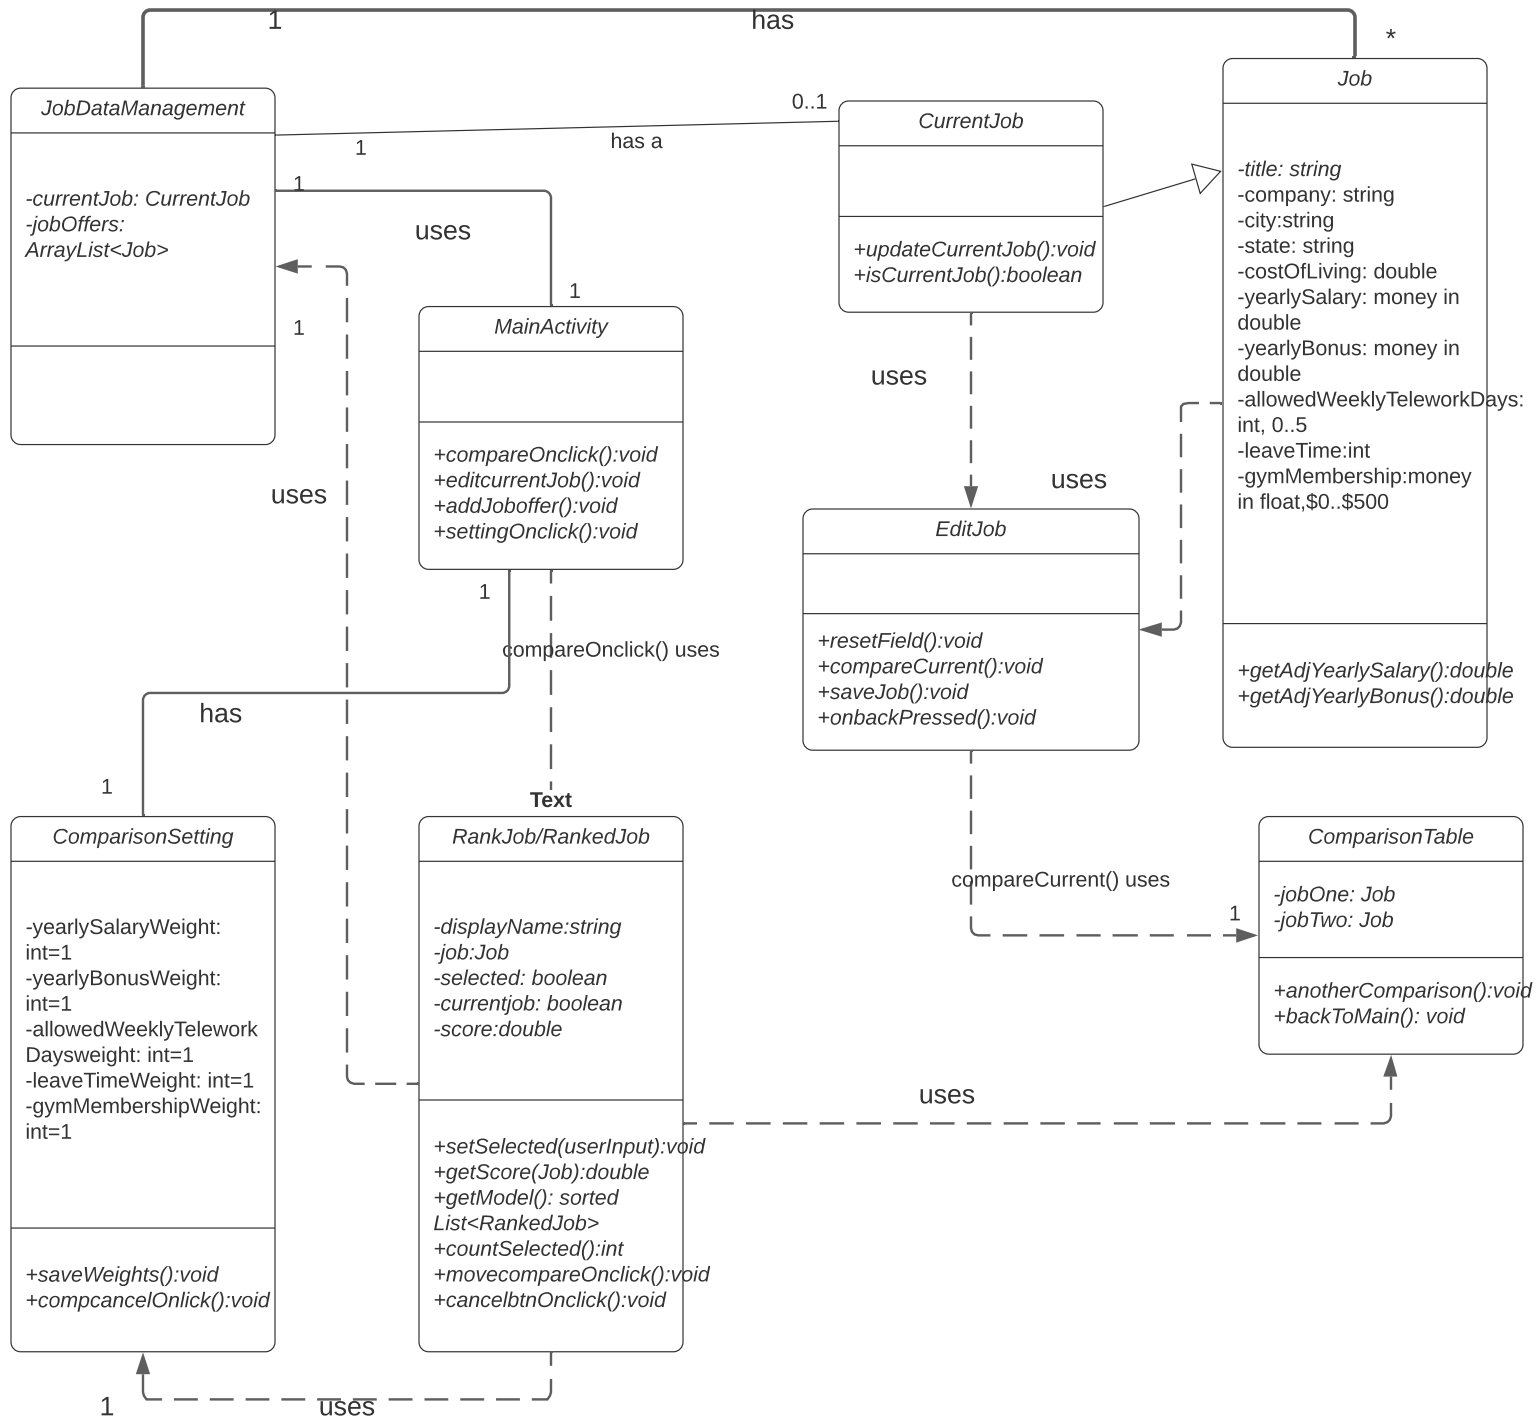 1
has
*
JobDataManagement
-currentJob: CurrentJob
-jobOffers:
ArrayList<Job>
1
has a
0..1
CurrentJob
+updateCurrentJob():void
+isCurrentJob():boolean
Job
-title: string
-company: string
-city:string
-state: string
-costOfLiving: double
-yearlySalary: money in
double
-yearlyBonus: money in
double
-allowedWeeklyTeleworkDays:
int, 0..5
-leaveTime:int
-gymMembership:money
in float,$0..$500
+getAdjYearlySalary():double
+getAdjYearlyBonus():double
1
uses
1
1
MainActivity
+compareOnclick():void
+editcurrentJob():void
+addJoboffer():void
+settingOnclick():void
uses
uses
uses
EditJob
+resetField():void
+compareCurrent():void
+saveJob():void
+onbackPressed():void
1
compareOnclick() uses
has
1
Text
ComparisonSetting
-yearlySalaryWeight:
int=1
-yearlyBonusWeight:
int=1
-allowedWeeklyTelework
Daysweight: int=1
-leaveTimeWeight: int=1
-gymMembershipWeight:
int=1
+saveWeights():void
+compcancelOnlick():void
RankJob/RankedJob
-displayName:string
-job:Job
-selected: boolean
-currentjob: boolean
-score:double
+setSelected(userInput):void
+getScore(Job):double
+getModel(): sorted
List<RankedJob>
+countSelected():int
+movecompareOnclick():void
+cancelbtnOnclick():void
compareCurrent() uses
1
ComparisonTable
-jobOne: Job
-jobTwo: Job
+anotherComparison():void
+backToMain(): void
uses
1
uses